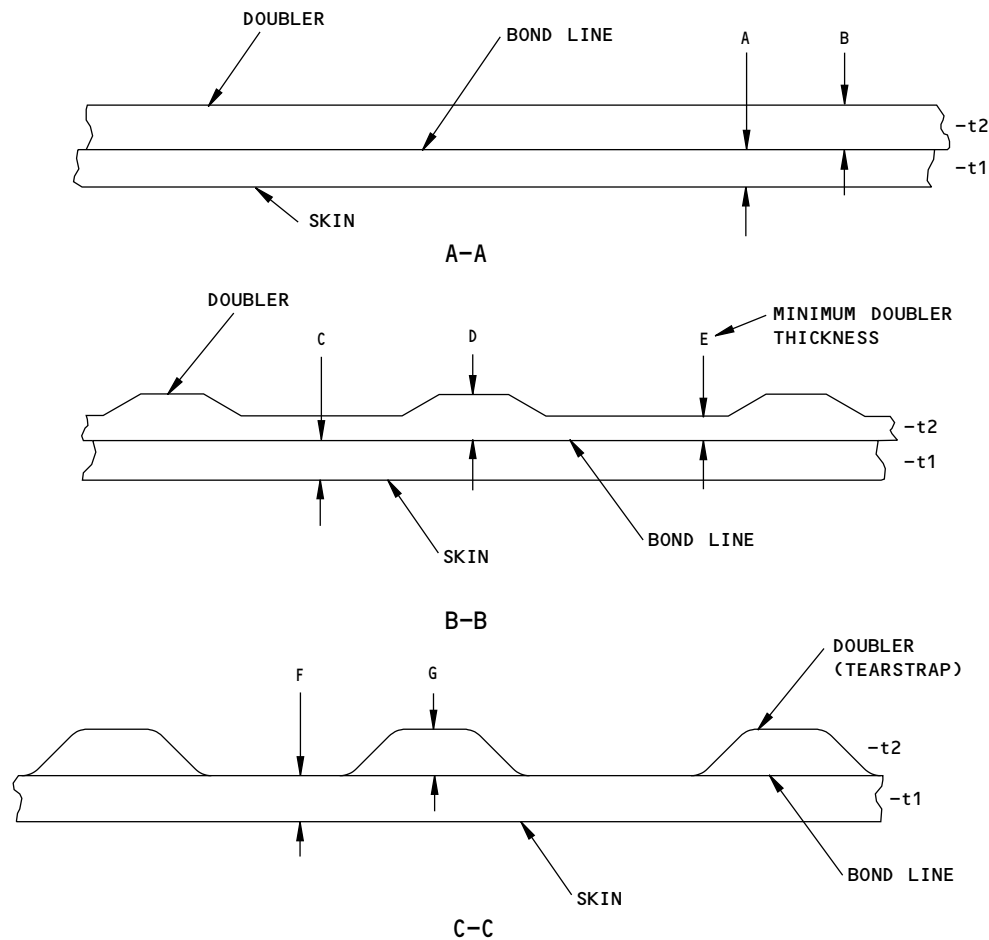 DOUBLER
BOND LINE
A
B
-t2
-t1
SKIN
A-A
DOUBLER
C
D
E
MINIMUM DOUBLER
THICKNESS
-t2
-t1
BOND LINE
SKIN
B-B
DOUBLER
(TEARSTRAP)
F
G
-t2
-t1
BOND LINE
SKIN
C-C